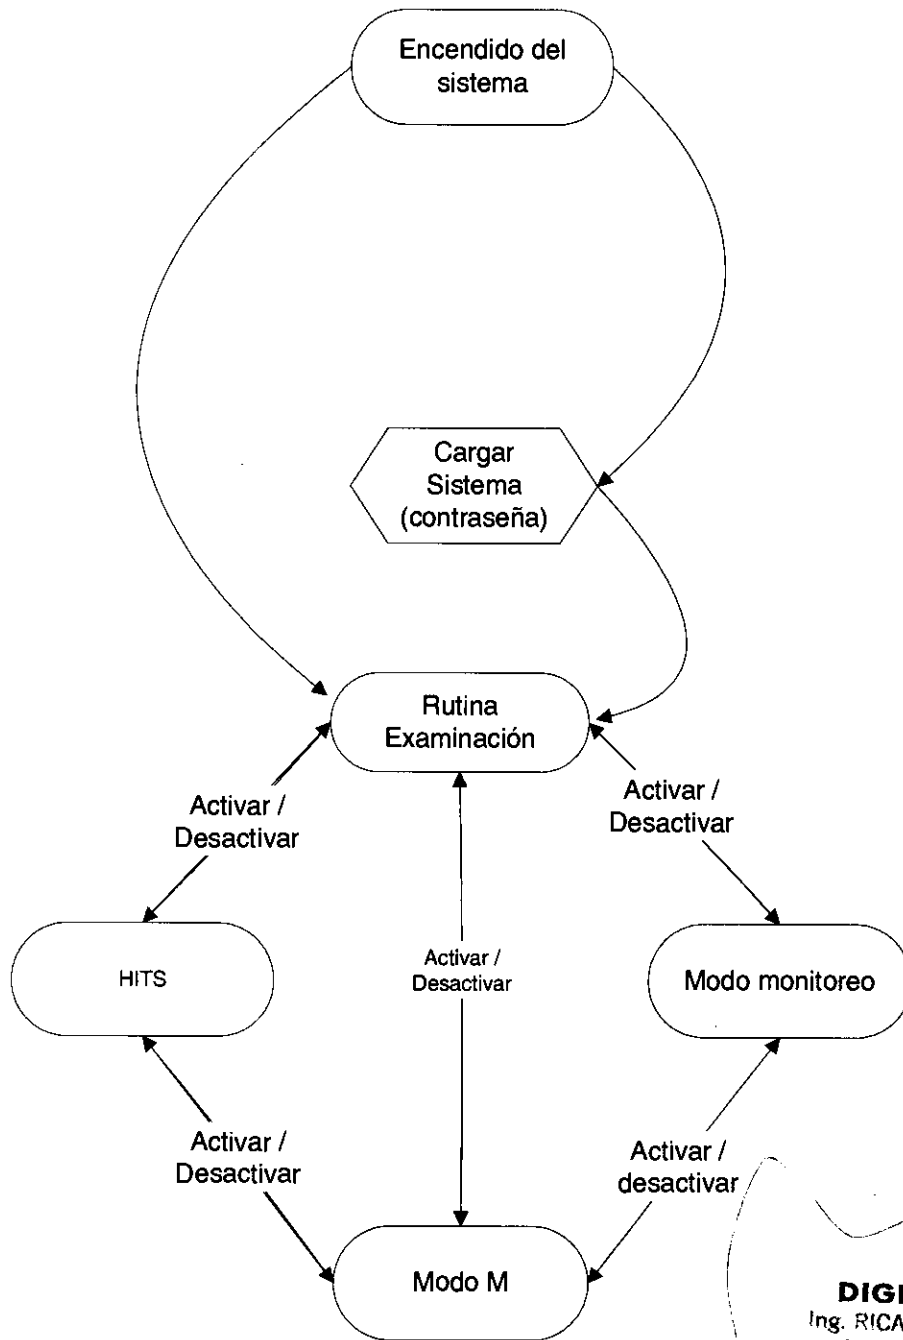 Encendido del
sistema
Cargar
Sistema
(contraseña)
Rutina
Examinación
Activar /
Desactivar
Activar /
Desactivar
Activar /
Desactivar
HITS
Modo monitoreo
Activar /
Desactivar
Activar /
desactivar
Modo M
DIGI
Ing. RICA